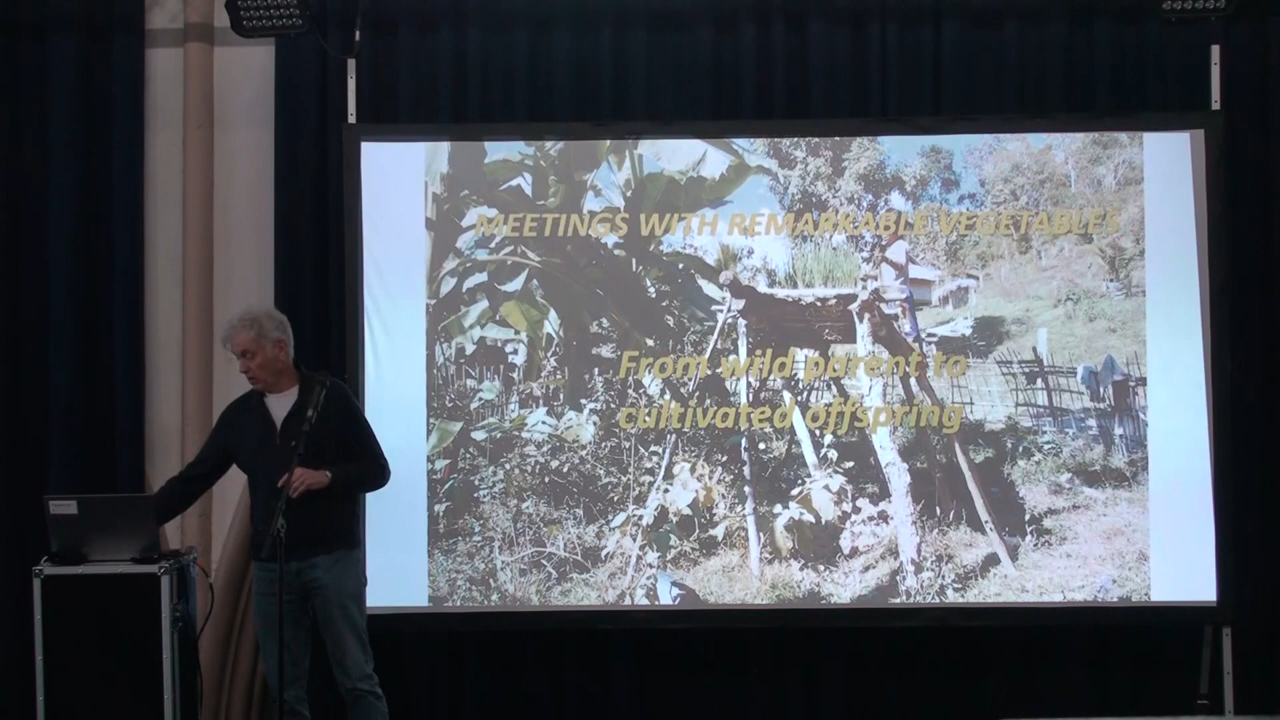 MEETINGS WITH REMARKABLE VEGETABLES
From wild parent to
cultivated offspring